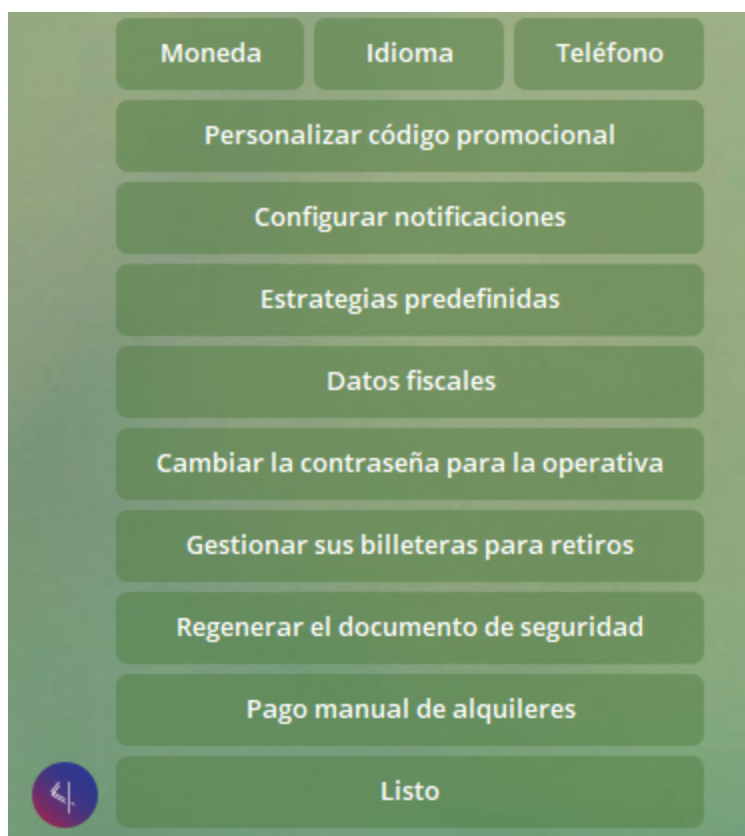 Moneda Idioma Teléfono
Personalizar código promocional
Configurar notificaciones
Estrategias predefinidas
Datos fiscales
Cambiar la contraseña para la operativa
Gestionar sus billeteras para retiros
Regenerar el documento de seguridad
Pago manual de alquileres
Listo